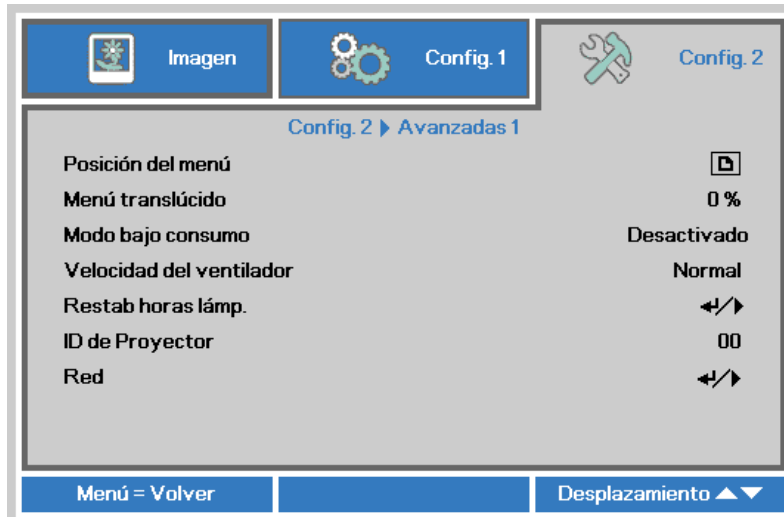 Imagen
Config. 1
Config. 2
Config. 2 ▶ Avanzadas 1
Posición del menú
Menú translúcido 0 %
Modo bajo consumo Desactivado
Velocidad del ventilador Normal
Restab horas lámp. ↵/▶
ID de Proyector 00
Red ↵/▶
Menú = Volver
Desplazamiento ▲▼